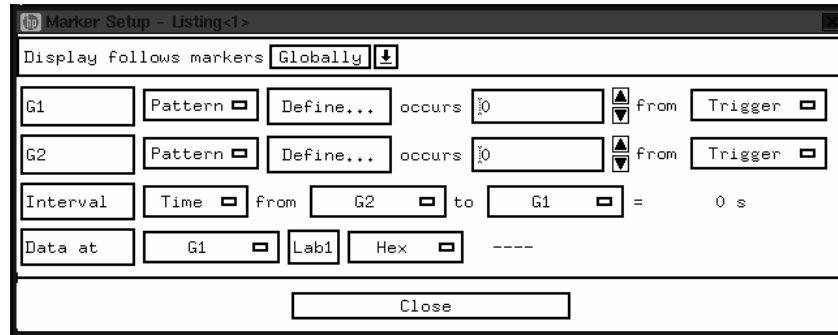 hp Marker Setup - Listing<1>
Display follows markers Globally
G1 Pattern Define... occurs 0 from Trigger
G2 Pattern Define... occurs 0 from Trigger
Interval Time from G2 to G1 = 0 s
Data at G1 Lab1 Hex ----
Close